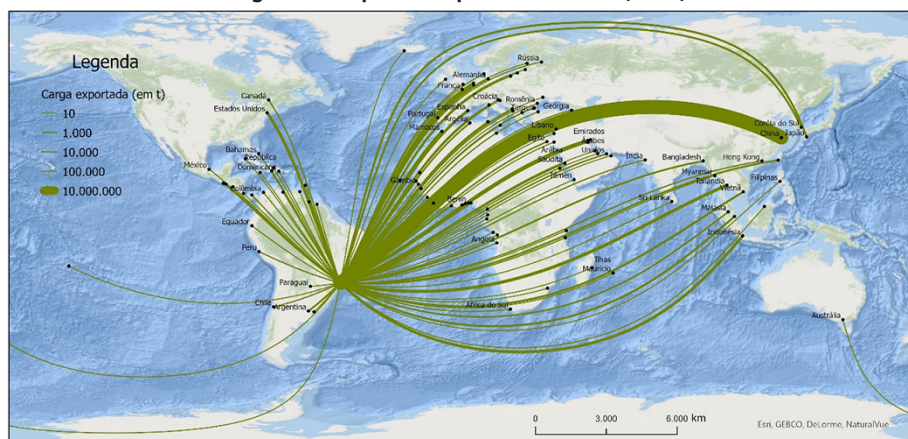 Legenda
Carga exportada (em t)
10
1.000
10.000
100.000
10.000.000
Canadá
Estados Unidos
Bahamas
República
Dominicana
México
Colômbia
Equador
Peru
Paraguai
Chile
Argentina
Rússia
Alemanha
França
Croácia
Romênia
Portugal
Espanha
Geórgia
Marrocos
Argélia
Líbano
Egito
Emirados
Árabes
Unidos
Arábia
Saudita
Iêmen
Gâmbia
Benin
Angola
Ilhas
Maurício
África do Sul
Índia
Bangladesh
Hong Kong
Myanmar
Tailândia
Vietnã
Filipinas
Sri Lanka
Malásia
Indonésia
Coréia do Sul
China
Japão
Austrália
0 3.000 6.000 km
Esri, GEBCO, DeLorme, NaturalVue